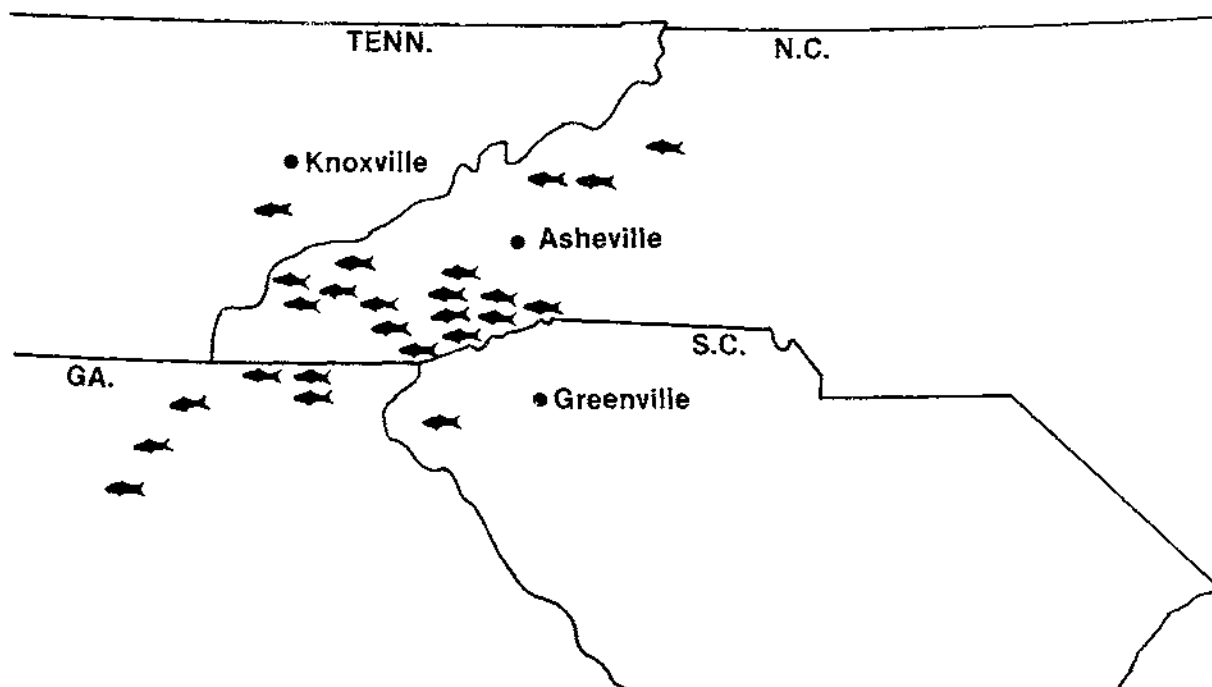 TENN.
N.C.
Knoxville
Asheville
S.C.
GA.
Greenville